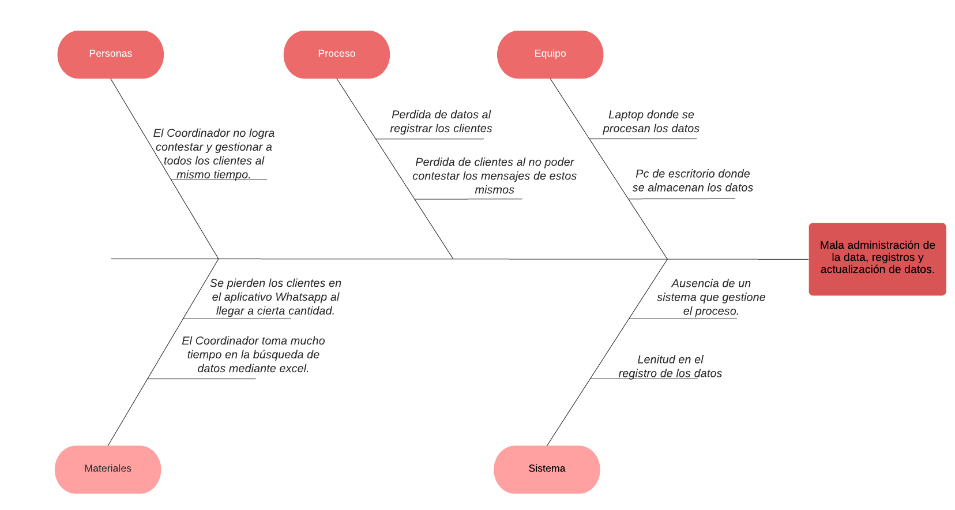 Personas
Proceso
Equipo
El Coordinador no logra
contestar y gestionar a
todos los clientes al
mismo tiempo.
Perdida de datos al
registrar los clientes
Perdida de clientes al no poder
contestar los mensajes de estos
mismos
Laptop donde se
procesan los datos
Pc de escritorio donde
se almacenan los datos
Mala administración de
la data, registros y
actualización de datos.
Se pierden los clientes en
el aplicativo Whatsapp al
llegar a cierta cantidad.
El Coordinador toma mucho
tiempo en la búsqueda de
datos mediante excel.
Ausencia de un
sistema que gestione
el proceso.
Lenitud en el
registro de los datos
Materiales
Sistema